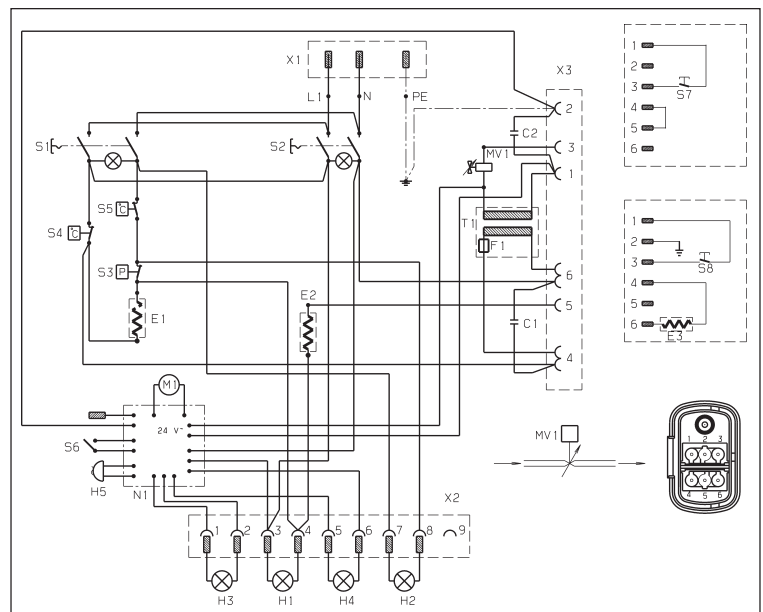 X1
L1 N PE
X3
2
C2
3
MV1
1
T1
F1
6
5
C1
4
S1
S2
S5 C
S4 C
S3 P
E1
E2
M1
24 V~
S6
H5
N1
X2
1 2 3 4 5 6 7 8 9
H3 H1 H4 H2
1
2
3
S7
4
5
6
1
2
3
S8
4
5
6
E3
MV1
1 2 3
4 5 6